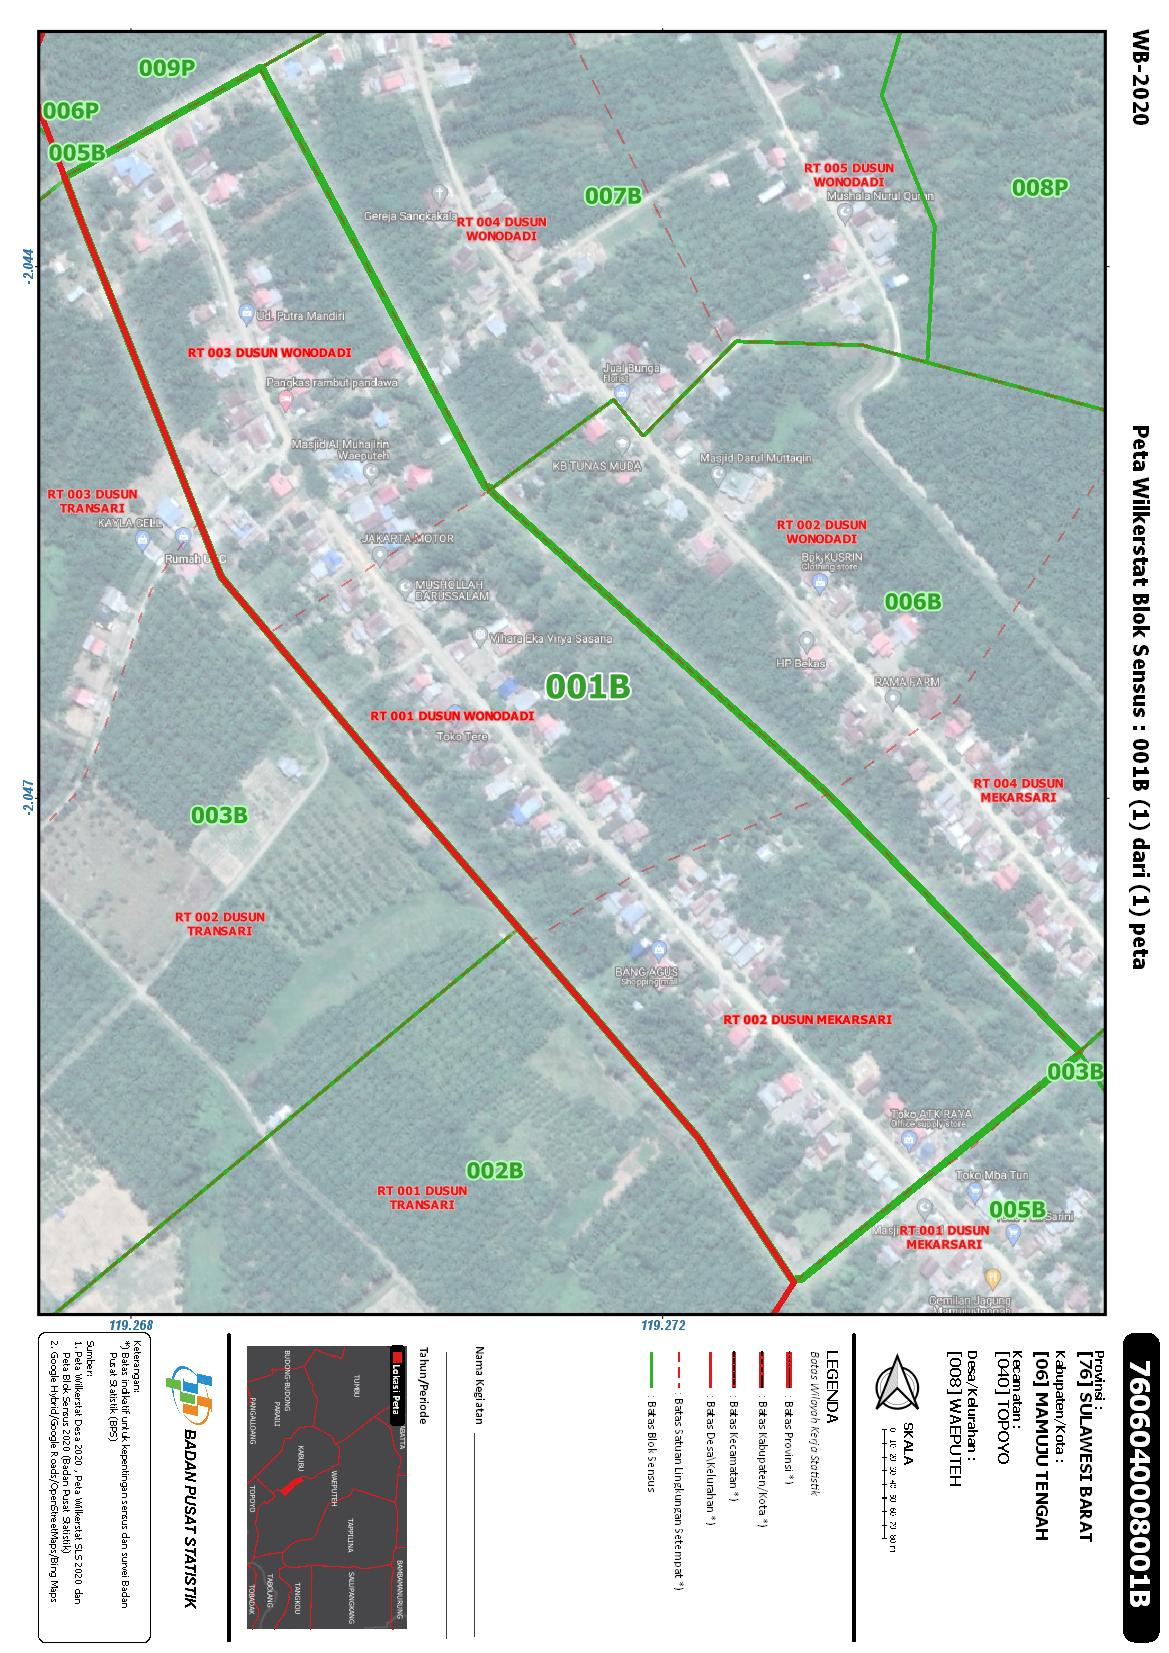 WB-2020
Peta Wilkerstat Blok Sensus : 001B (1) dari (1) peta
009P
006P
005B
007B
008P
RT 005 DUSUN
WONODADI
Mushala Nurul Quran
Gereja Sangkakala
RT 004 DUSUN
WONODADI
-2.044
Ud. Putra Mandiri
RT 003 DUSUN WONODADI
Pangkas rambut pandawa
Jual Bunga
Florist
Masjid Al Muhajirin
Waeputeh
KB TUNAS MUDA
Masjid Darul Muttaqin
RT 003 DUSUN
TRANSARI
KAYLA CELL
Rumah
JAKARTA MOTOR
RT 002 DUSUN
WONODADI
Bpk KUSRIN
Clothing store
MUSHOLLAH
DARUSSALAM
006B
Vihara Eka Virya Sasana
HP Bekas
001B
RAMA FARM
RT 001 DUSUN WONODADI
Toko Tere
-2.047
RT 004 DUSUN
MEKARSARI
003B
RT 002 DUSUN
TRANSARI
BANG AGUS
Shopping mall
RT 002 DUSUN MEKARSARI
003B
Toko ATK RAYA
Office supply store
002B
RT 001 DUSUN
TRANSARI
Toko Mba Tun
005B
Sarini
RT 001 DUSUN
MEKARSARI
Cemilan Jagung
119.268
119.272
7606040008001B
Provinsi :
[76] SULAWESI BARAT
Kabupaten/Kota :
[06] MAMUJU TENGAH
Kecamatan :
[040] TOPOYO
Desa/Kelurahan :
[008] WAEPUTEH
SKALA
0 10 20 30 40 50 60 70 80 m
LEGENDA
Batas Wilayah Kerja Statistik
: Batas Provinsi *)
: Batas Kabupaten/Kota *)
: Batas Kecamatan *)
: Batas Desa\Kelurahan *)
: Batas Satuan Lingkungan Setempat *)
: Batas Blok Sensus
Nama Kegiatan
Tahun/Periode
Lokasi Peta
TUMBU
BUDONG-BUDONG
PARAILI
PANGALLOANG
KABUBU
WAEPUTEH
TOPOYO
TAPPILINA
BAMBAMANURUNG
SALUPANGKANG
TANGKOU
TABOLANG
TOBADAK
BADAN PUSAT STATISTIK
Keterangan:
*) Batas indikatif untuk kepentingan sensus dan survei Badan
Pusat Statistik (BPS)
Sumber:
1. Peta Wilkerstat Desa 2020 , Peta Wilkerstat SLS 2020 dan
Peta Blok Sensus 2020 (Badan Pusat Statistik)
2. Google Hybrid/Google Roads/OpenStreetMaps/Bing Maps